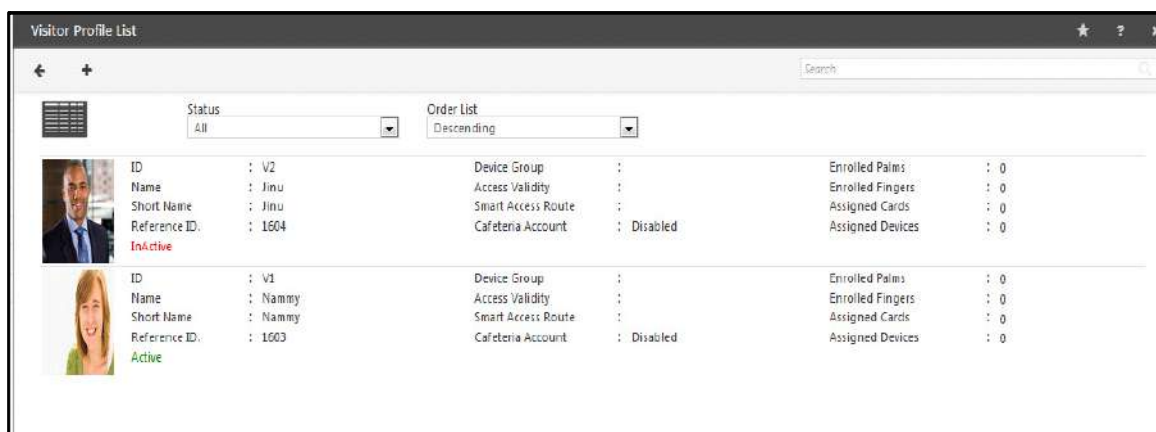 Visitor Profile List
?
Search
Status Order List
All Descending
ID : V2 Device Group : Enrolled Palms : 0
Name : Jinu Access Validity : Enrolled Fingers : 0
Short Name : Jinu Smart Access Route : Assigned Cards : 0
Reference ID. : 1604 Cafeteria Account : Disabled Assigned Devices : 0
InActive
ID : V1 Device Group : Enrolled Palms : 0
Name : Nammy Access Validity : Enrolled Fingers : 0
Short Name : Nammy Smart Access Route : Assigned Cards : 0
Reference ID. : 1603 Cafeteria Account : Disabled Assigned Devices : 0
Active